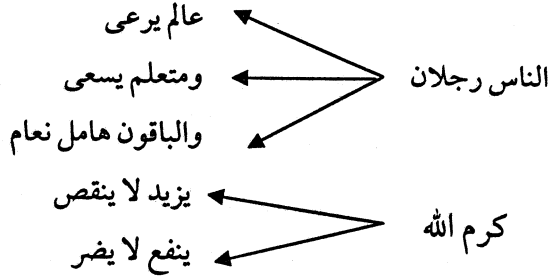 الناس رجلان
عالم يرعى
ومتعلم يسعى
والباقون هامل نعام
كرم الله
يزيد لا ينقص
ينفع لا يضر